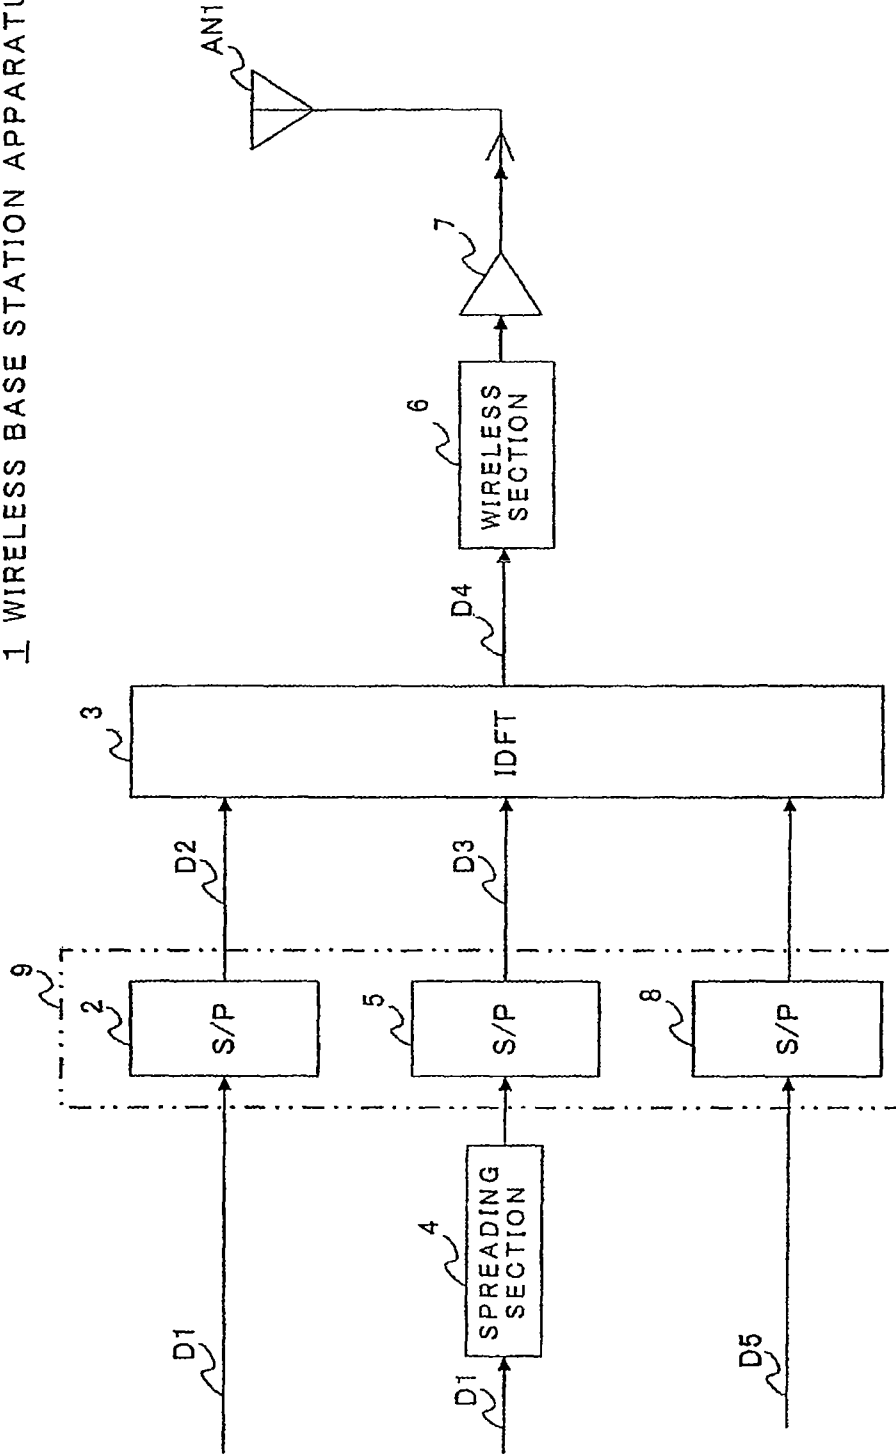 1 WIRELESS BASE STATION APPARATU
9
D1
2
S/P
D2
3
IDFT
D1
4
SPREADING
SECTION
5
S/P
D3
D4
6
WIRELESS
SECTION
7
AN1
D5
8
S/P